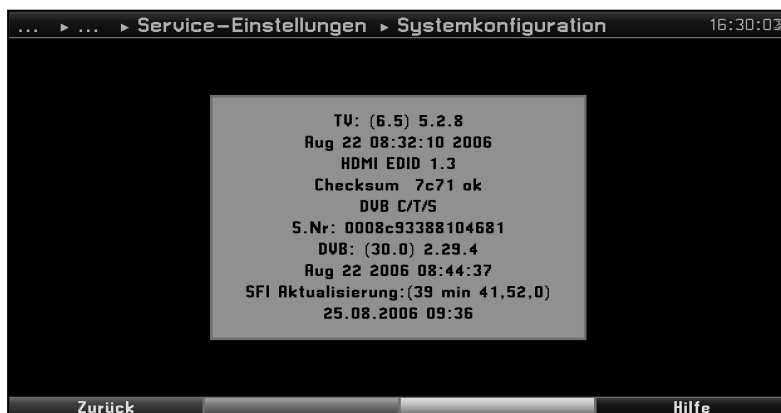 ... ▸ ... ▸ Service-Einstellungen ▸ Systemkonfiguration 16:30:03
TV: (6.5) 5.2.8
Aug 22 08:32:10 2006
HDMI EDID 1.3
Checksum 7c71 ok
DVB C/T/S
S.Nr: 0008c93388104681
DVB: (30.0) 2.29.4
Aug 22 2006 08:44:37
SFI Aktualisierung:(39 min 41,52,0)
25.08.2006 09:36
Zurück Hilfe